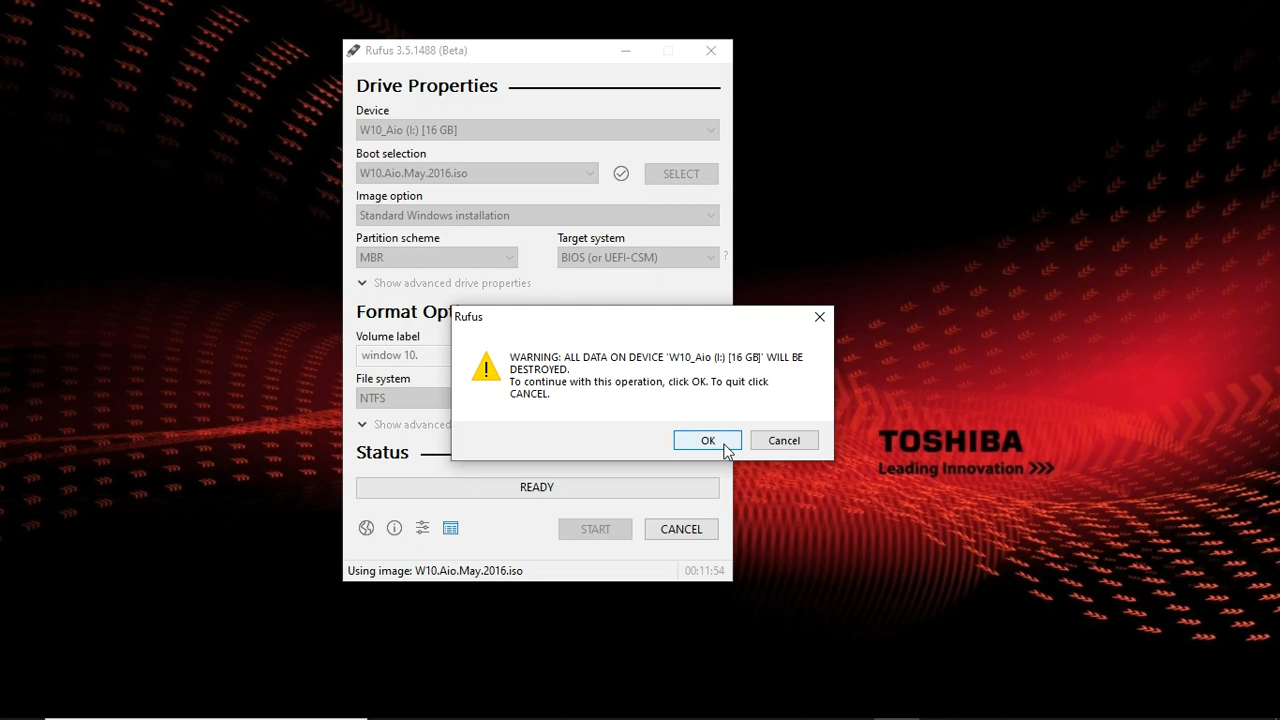 Rufus 3.5.1488 (Beta)
Drive Properties
Device
W10_Aio (I:) [16 GB]
Boot selection
W10.Aio.May.2016.iso
SELECT
Image option
Standard Windows installation
Partition scheme
Target system
MBR
BIOS (or UEFI-CSM)
?
Show advanced drive properties
Format Opt
Volume label
window 10.
File system
NTFS
Show advanced
Rufus
WARNING: ALL DATA ON DEVICE 'W10_Aio (I:) [16 GB]' WILL BE
DESTROYED.
To continue with this operation, click OK. To quit click
CANCEL.
OK
Cancel
Status
READY
START
CANCEL
Using image: W10.Aio.May.2016.iso
00:11:54
TOSHIBA
Leading Innovation >>>